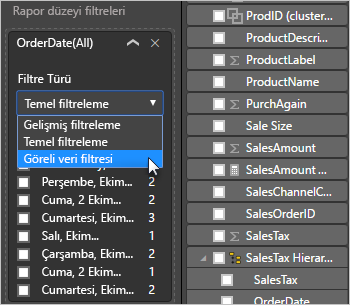 Rapor düzeyi filtreleri
OrderDate(All)
Filtre Türü
Temel filtreleme
Gelişmiş filtreleme
Temel filtreleme
Göreli veri filtresi
Perşembe, Ekim... 2
Cuma, 2 Ekim... 2
Cumartesi, Ekim... 3
Salı, Ekim... 1
Çarşamba, Ekim... 2
Cuma, 2 Ekim... 2
Cumartesi, Ekim... 2
ProdID (cluster...
ProductDescri...
ProductLabel
ProductName
PurchAgain
Sale Size
SalesAmount
SalesAmount ...
SalesChannelC...
SalesOrderID
SalesTax
SalesTax Hierar...
SalesTax
OrderDate